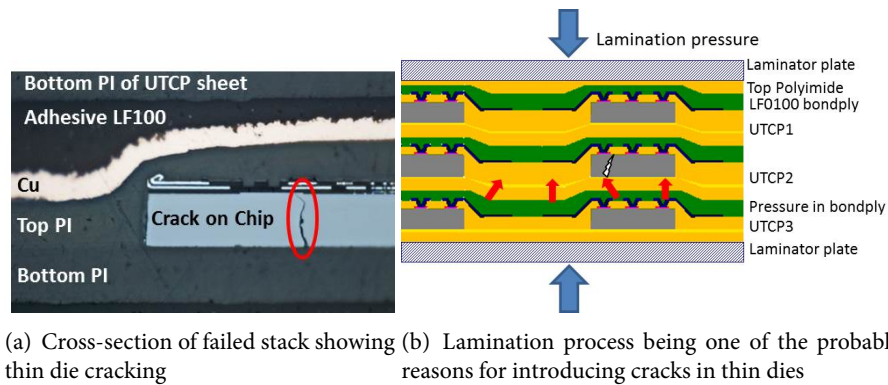 Lamination pressure
Bottom PI of UTCP sheet
Adhesive LF100
Cu
Top PI
Crack on Chip
Bottom PI
Laminator plate
Top Polyimide
LF0100 bondply
UTCP1
UTCP2
Pressure in bondply
UTCP3
Laminator plate
(a) Cross-section of failed stack showing
thin die cracking
(b) Lamination process being one of the probabl
reasons for introducing cracks in thin dies